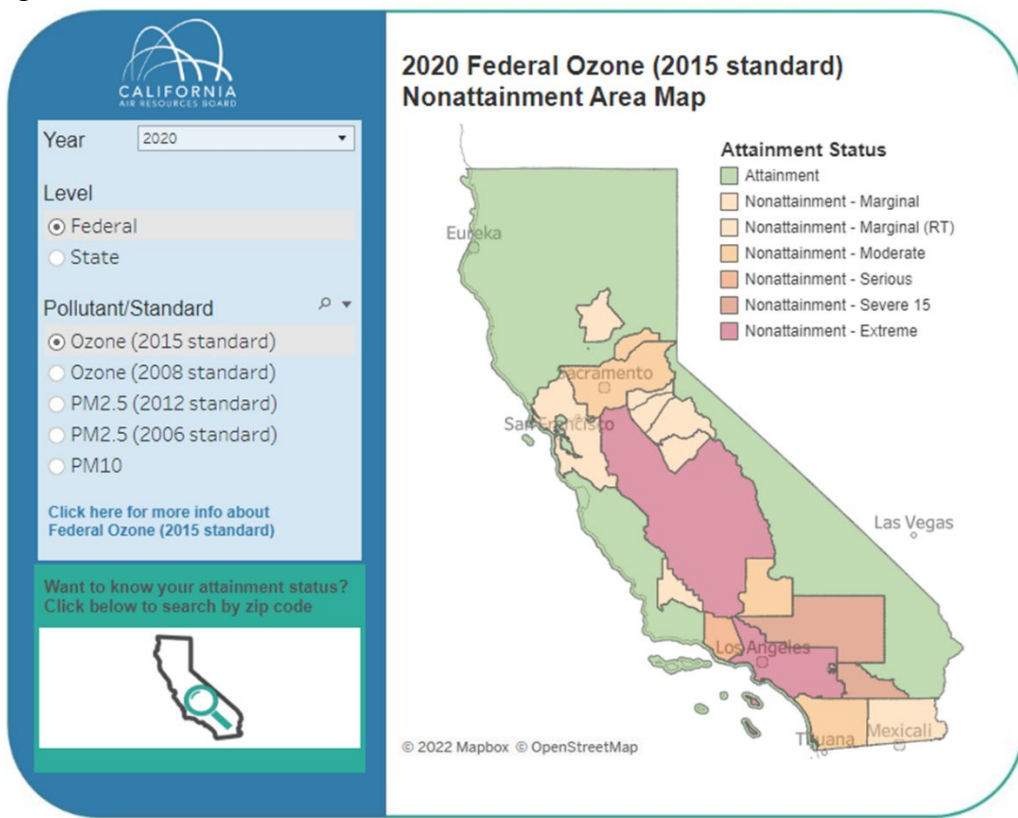 CALIFORNIA
AIR RESOURCES BOARD
Year
2020
Level
Federal
State
Pollutant/Standard
Ozone (2015 standard)
Ozone (2008 standard)
PM2.5 (2012 standard)
PM2.5 (2006 standard)
PM10
Click here for more info about
Federal Ozone (2015 standard)
Want to know your attainment status?
Click below to search by zip code
2020 Federal Ozone (2015 standard)
Nonattainment Area Map
Attainment Status
Attainment
Nonattainment - Marginal
Nonattainment - Marginal (RT)
Nonattainment - Moderate
Nonattainment - Serious
Nonattainment - Severe 15
Nonattainment - Extreme
Eureka
Sacramento
San Francisco
Las Vegas
Los Angeles
Tijuana
Mexicali
© 2022 Mapbox © OpenStreetMap